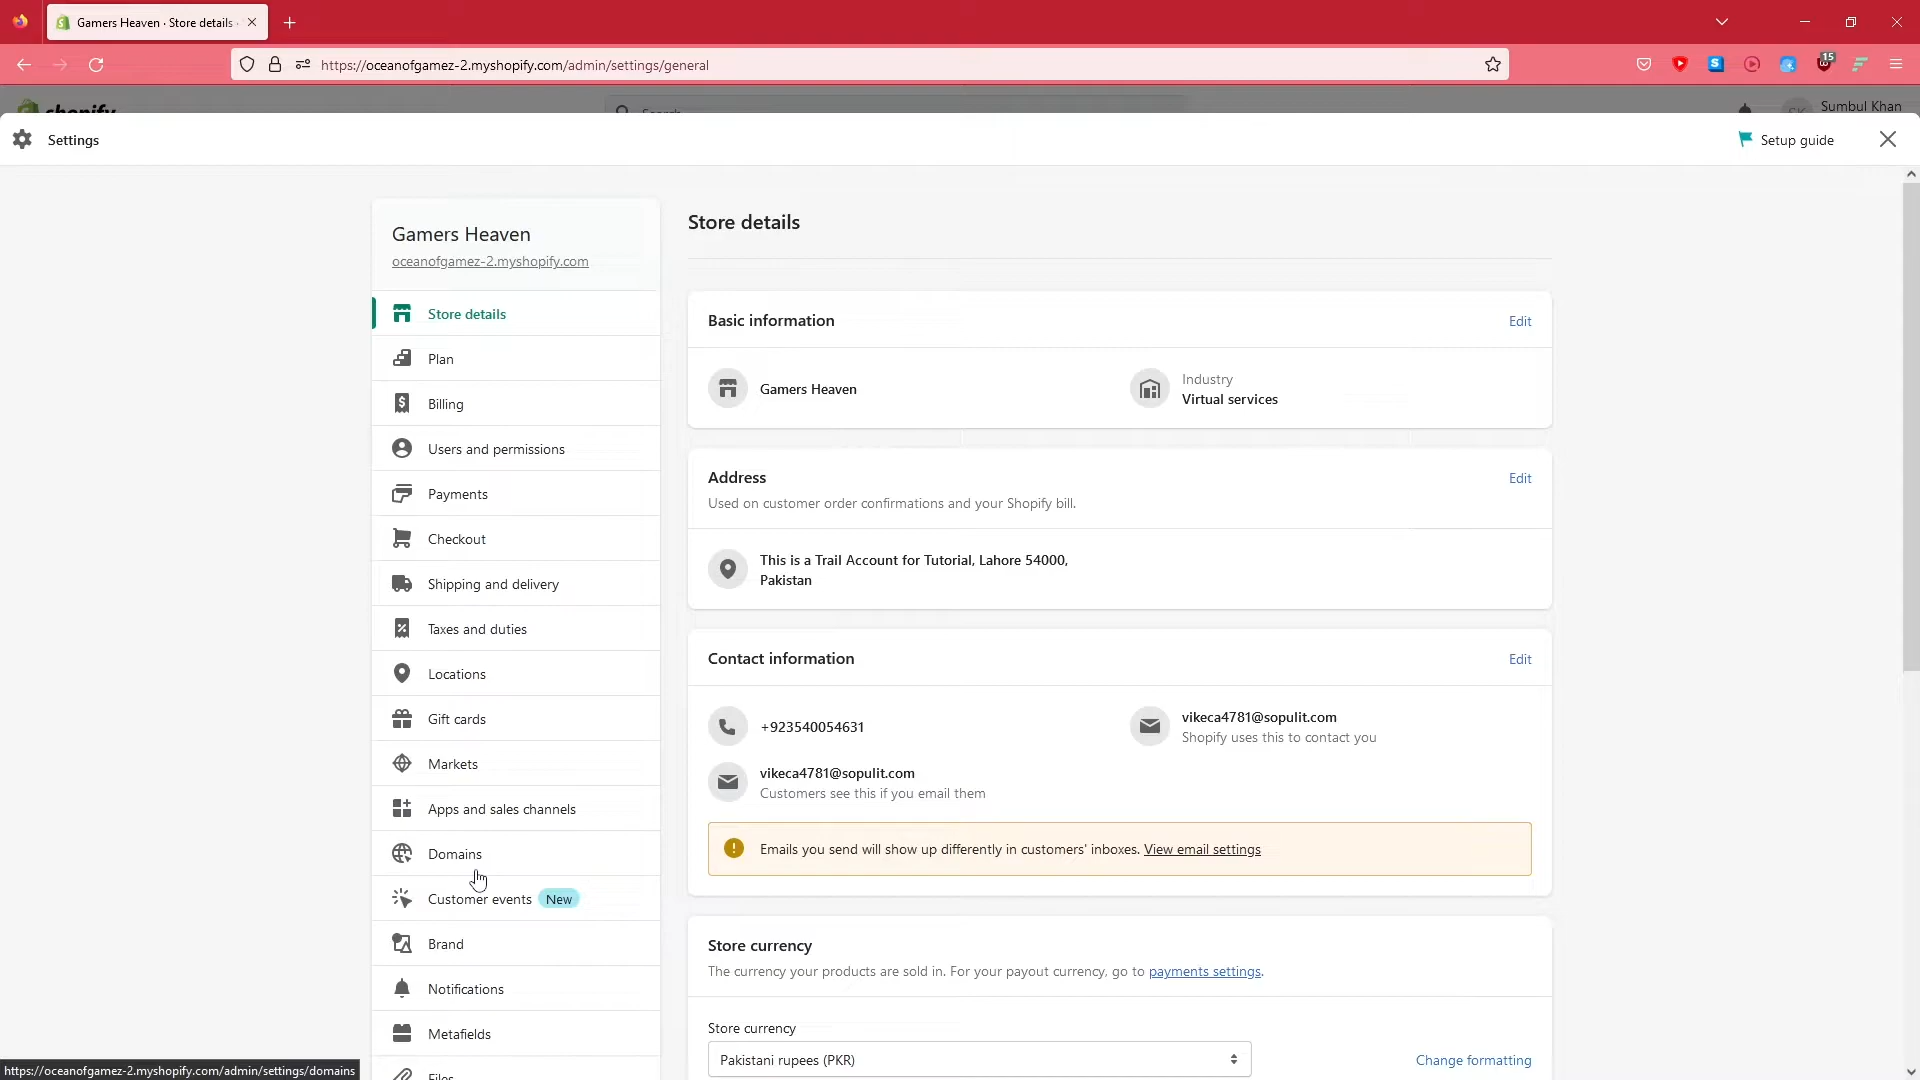 Gamers Heaven · Store details ·
https://oceanofgamez-2.myshopify.com/admin/settings/general
15
shopify
Search
SK
Sumbul Khan
Settings
Setup guide
Gamers Heaven
oceanofgamez-2.myshopify.com
Store details
Plan
Billing
Users and permissions
Payments
Checkout
Shipping and delivery
Taxes and duties
Locations
Gift cards
Markets
Apps and sales channels
Domains
Customer events New
Brand
Notifications
Metafields
Files
Store details
Basic information
Edit
Gamers Heaven
Industry
Virtual services
Address
Edit
Used on customer order confirmations and your Shopify bill.
This is a Trail Account for Tutorial, Lahore 54000,
Pakistan
Contact information
Edit
+923540054631
vikeca4781@sopulit.com
Shopify uses this to contact you
vikeca4781@sopulit.com
Customers see this if you email them
Emails you send will show up differently in customers' inboxes. View email settings
Store currency
The currency your products are sold in. For your payout currency, go to payments settings.
Store currency
Pakistani rupees (PKR)
Change formatting
https://oceanofgamez-2.myshopify.com/admin/settings/domains